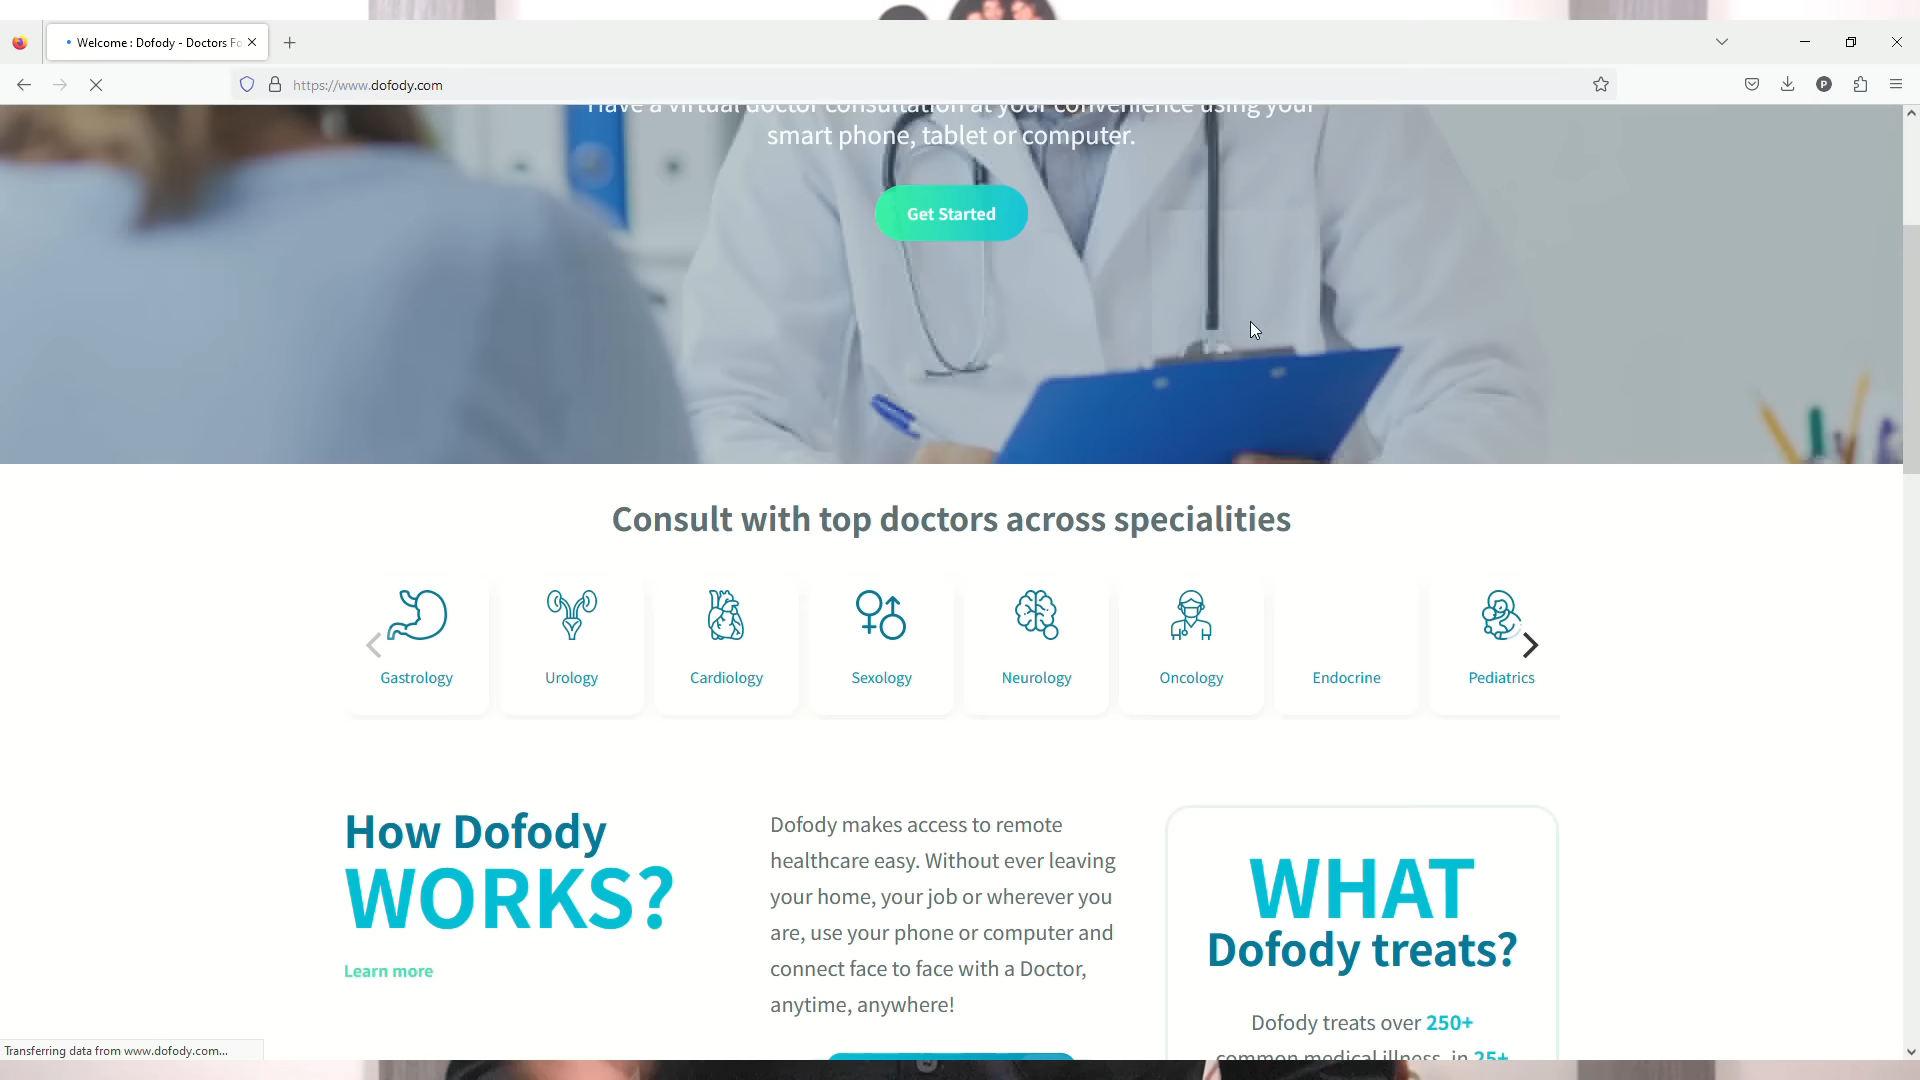 Welcome : Dofody - Doctors Fo
https://www.dofody.com
P
Have a virtual doctor consultation at your convenience using your
smart phone, tablet or computer.
Get Started
Consult with top doctors across specialities
Gastrology
Urology
Cardiology
Sexology
Neurology
Oncology
Endocrine
Pediatrics
How Dofody
WORKS?
Learn more
Dofody makes access to remote
healthcare easy. Without ever leaving
your home, your job or wherever you
are, use your phone or computer and
connect face to face with a Doctor,
anytime, anywhere!
WHAT
Dofody treats?
Dofody treats over 250+
common medical illness, in 25+
Transferring data from www.dofody.com...